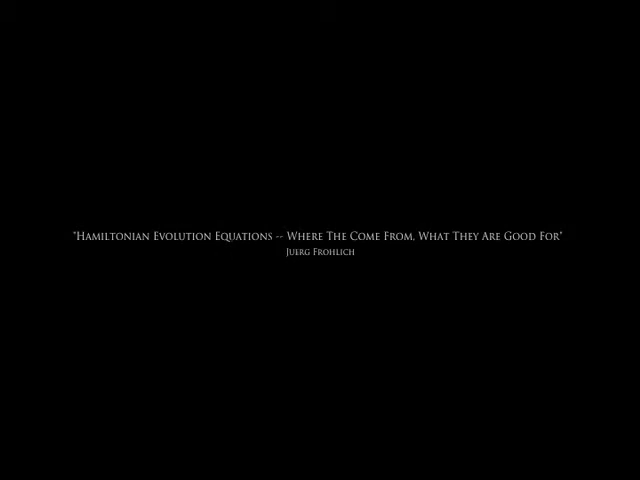 "Hamiltonian Evolution Equations -- Where The Come From, What They Are Good For"
Juerg Frohlich